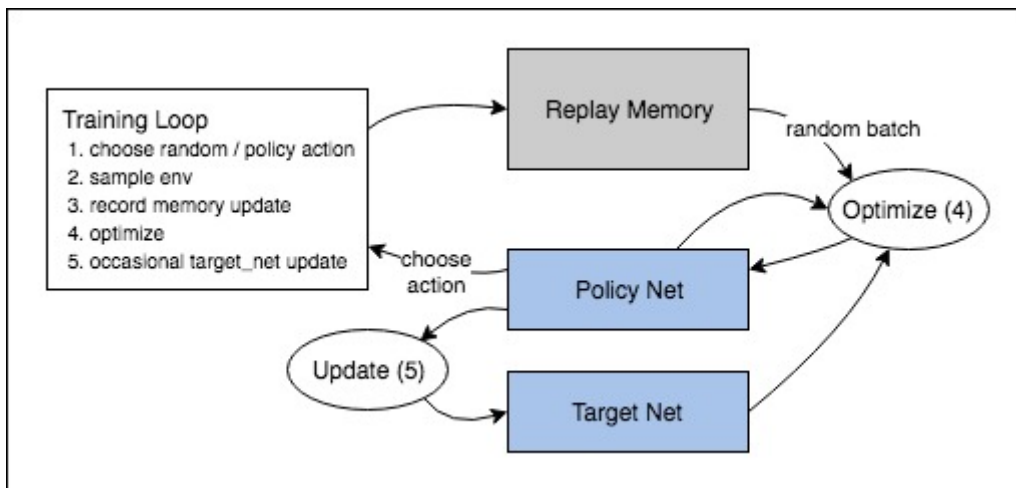 Training Loop
1. choose random / policy action
2. sample env
3. record memory update
4. optimize
5. occasional target_net update
Replay Memory
random batch
Optimize (4)
choose
action
Policy Net
Update (5)
Target Net